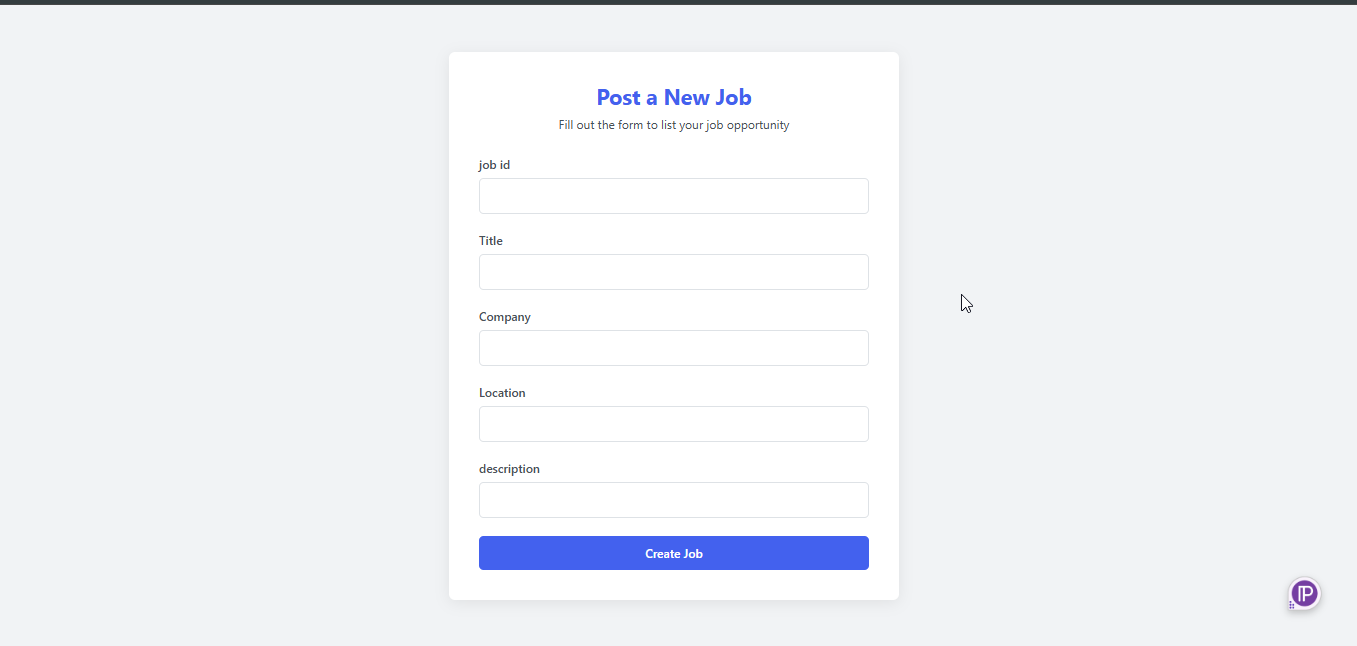 Post a New Job
Fill out the form to list your job opportunity
job id
Title
Company
Location
description
Create Job
IP